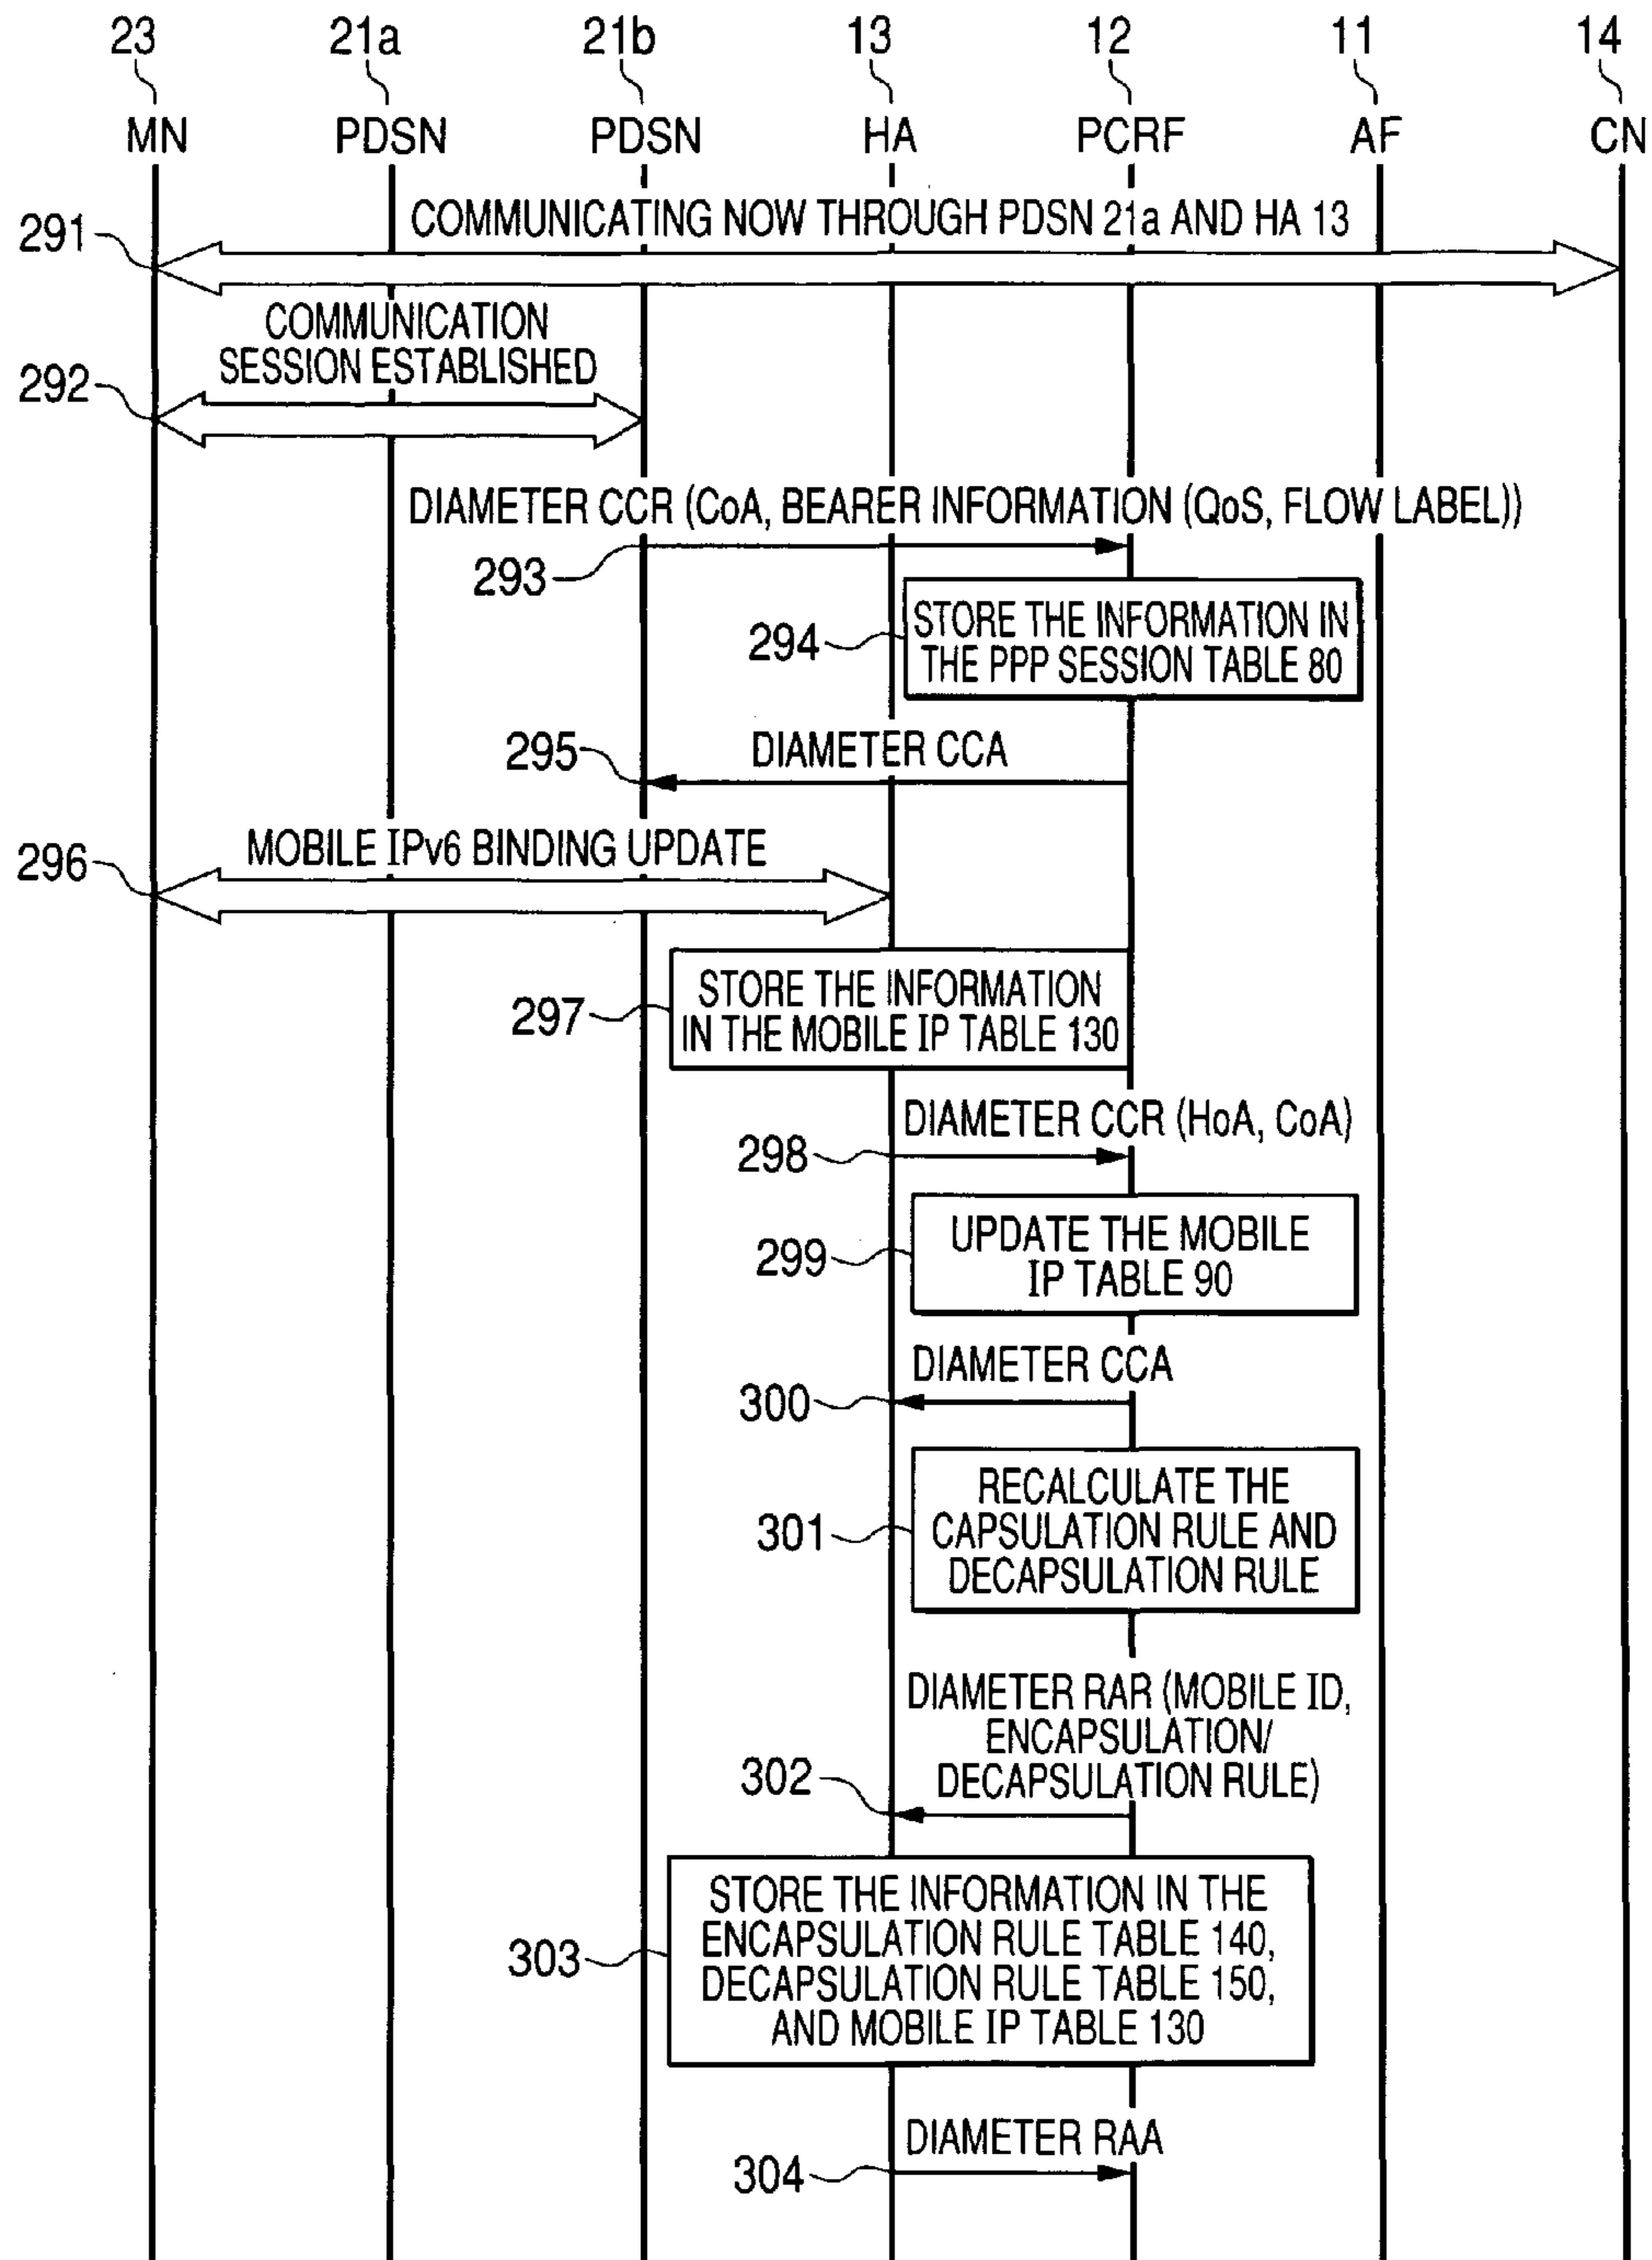 23 21a 21b 13 12 11 14
MN PDSN PDSN HA PCRF AF CN
COMMUNICATING NOW THROUGH PDSN 21a AND HA 13
291
COMMUNICATION
SESSION ESTABLISHED
292
DIAMETER CCR (CoA, BEARER INFORMATION (QoS, FLOW LABEL))
293
STORE THE INFORMATION IN
THE PPP SESSION TABLE 80
294
DIAMETER CCA
295
MOBILE IPv6 BINDING UPDATE
296
STORE THE INFORMATION
IN THE MOBILE IP TABLE 130
297
DIAMETER CCR (HoA, CoA)
298
UPDATE THE MOBILE
IP TABLE 90
299
DIAMETER CCA
300
RECALCULATE THE
CAPSULATION RULE AND
DECAPSULATION RULE
301
DIAMETER RAR (MOBILE ID,
ENCAPSULATION/
DECAPSULATION RULE)
302
STORE THE INFORMATION IN THE
ENCAPSULATION RULE TABLE 140,
DECAPSULATION RULE TABLE 150,
AND MOBILE IP TABLE 130
303
DIAMETER RAA
304